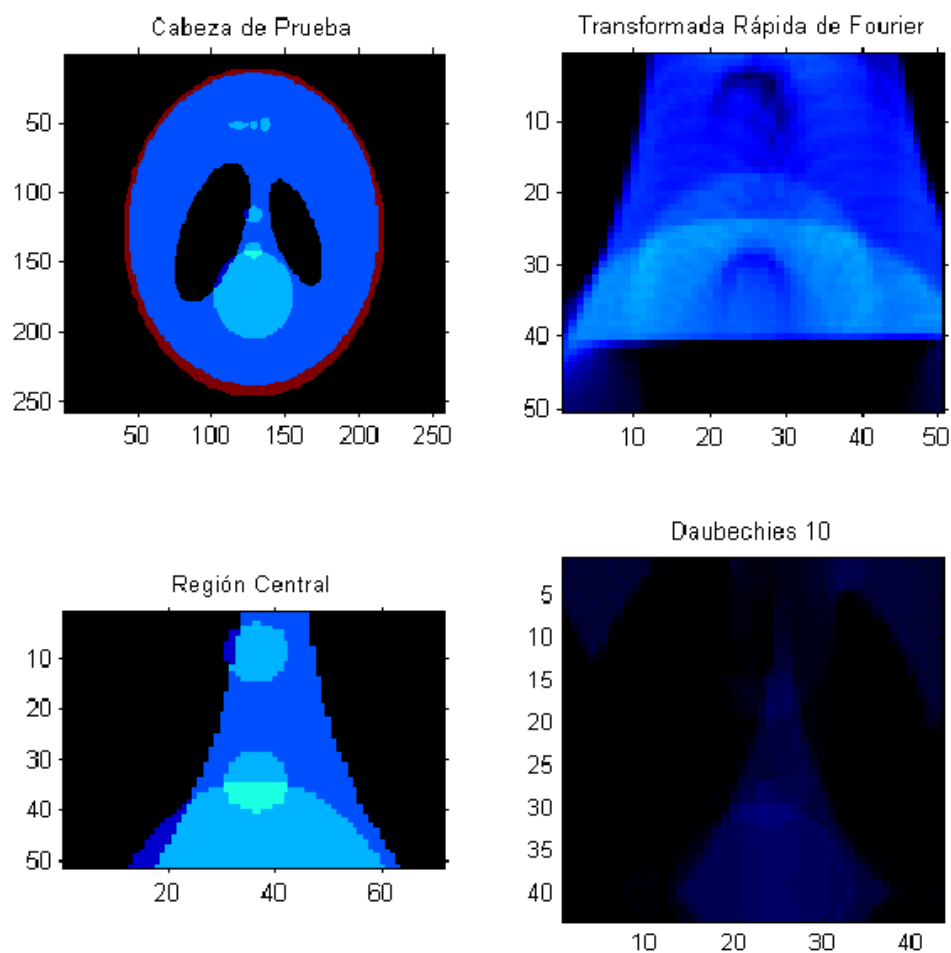 Cabeza de Prueba
50
100
150
200
250
50 100 150 200 250
Transformada Rápida de Fourier
10
20
30
40
50
10 20 30 40 50
Región Central
10
20
30
40
50
20 40 60
Daubechies 10
5
10
15
20
25
30
35
40
10 20 30 40